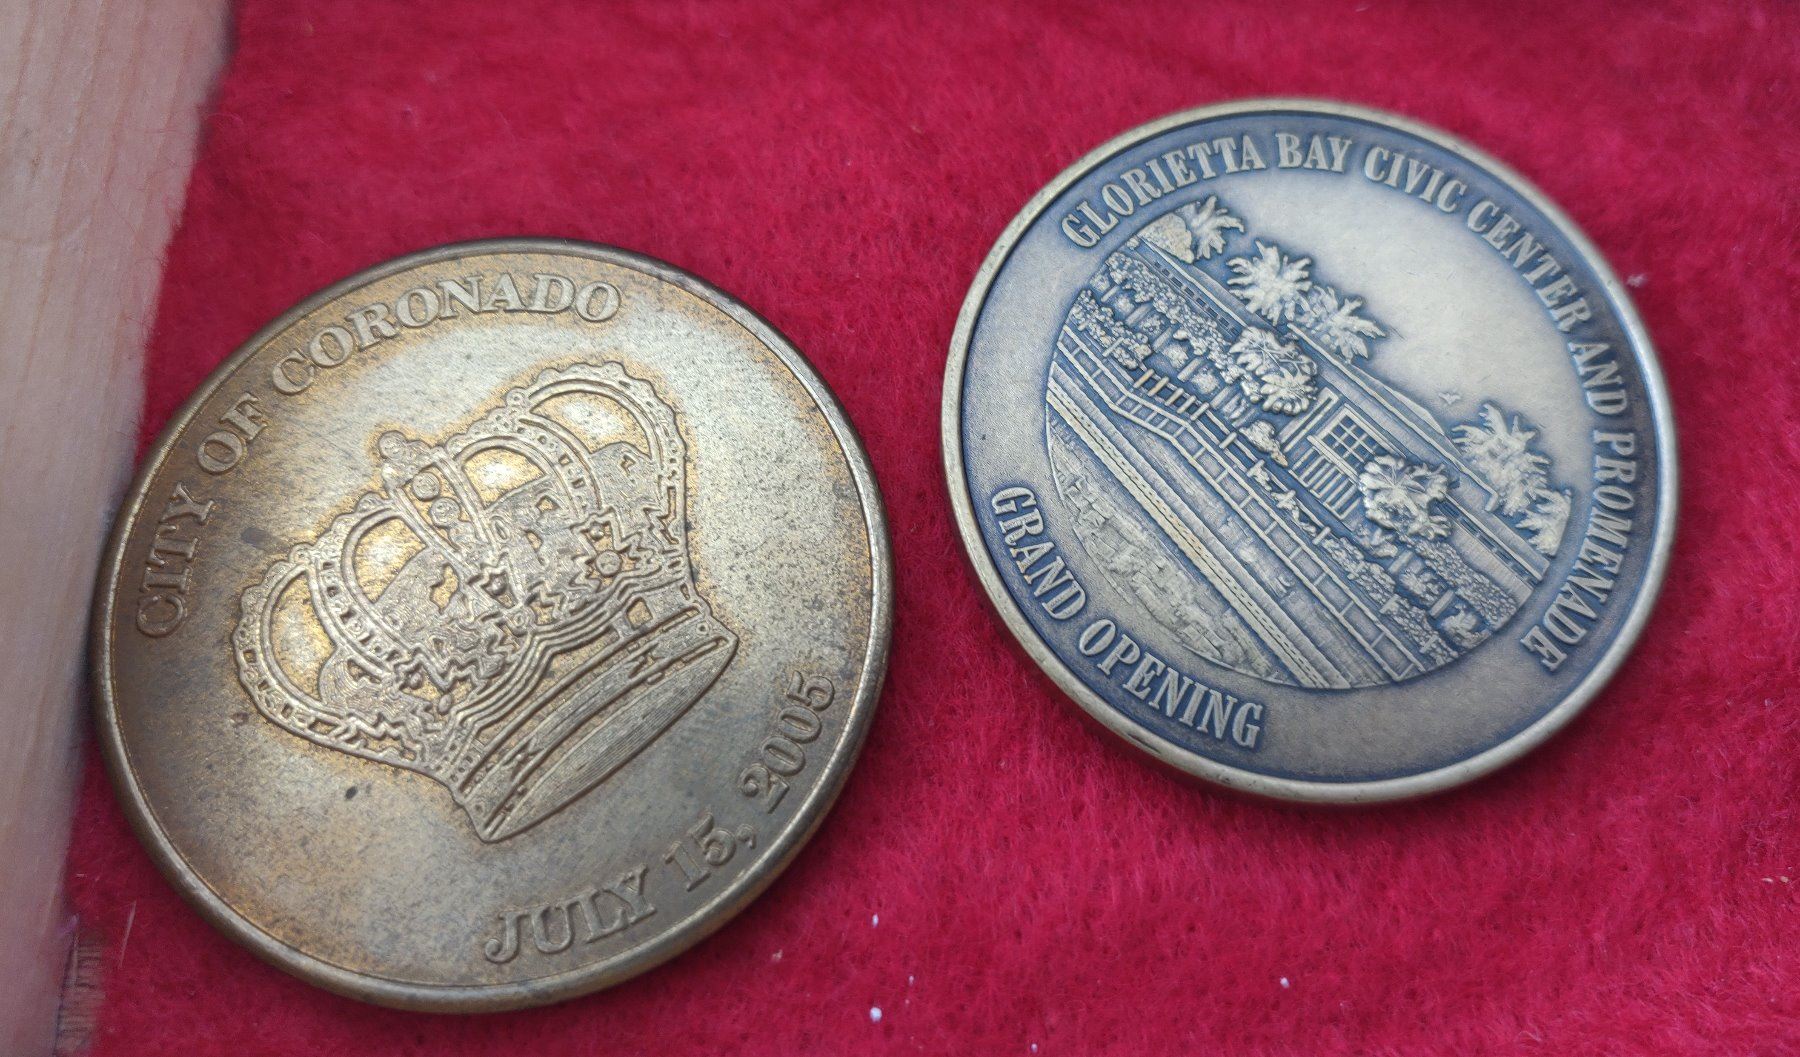 CITY OF CORONADO
JULY 15, 2005
GLORIETTA BAY CIVIC CENTER AND PROMENADE
GRAND OPENING